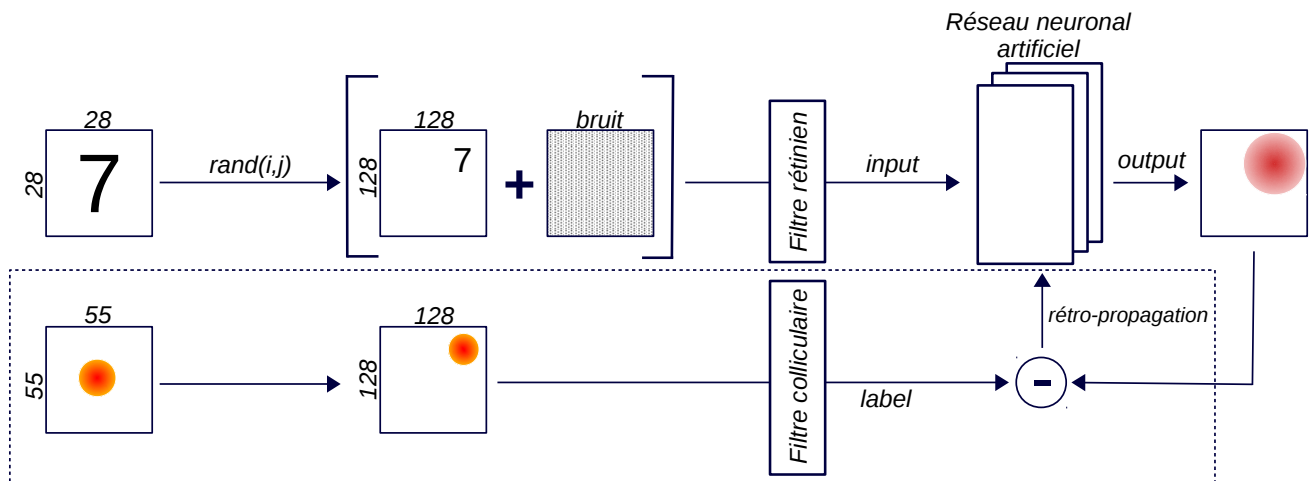 Réseau neuronal
artificiel
28
28
7
rand(i,j)
128
128
7
+
bruit
Filtre rétinien
input
output
55
55
128
128
Filtre colliculaire
label
-
rétro-propagation